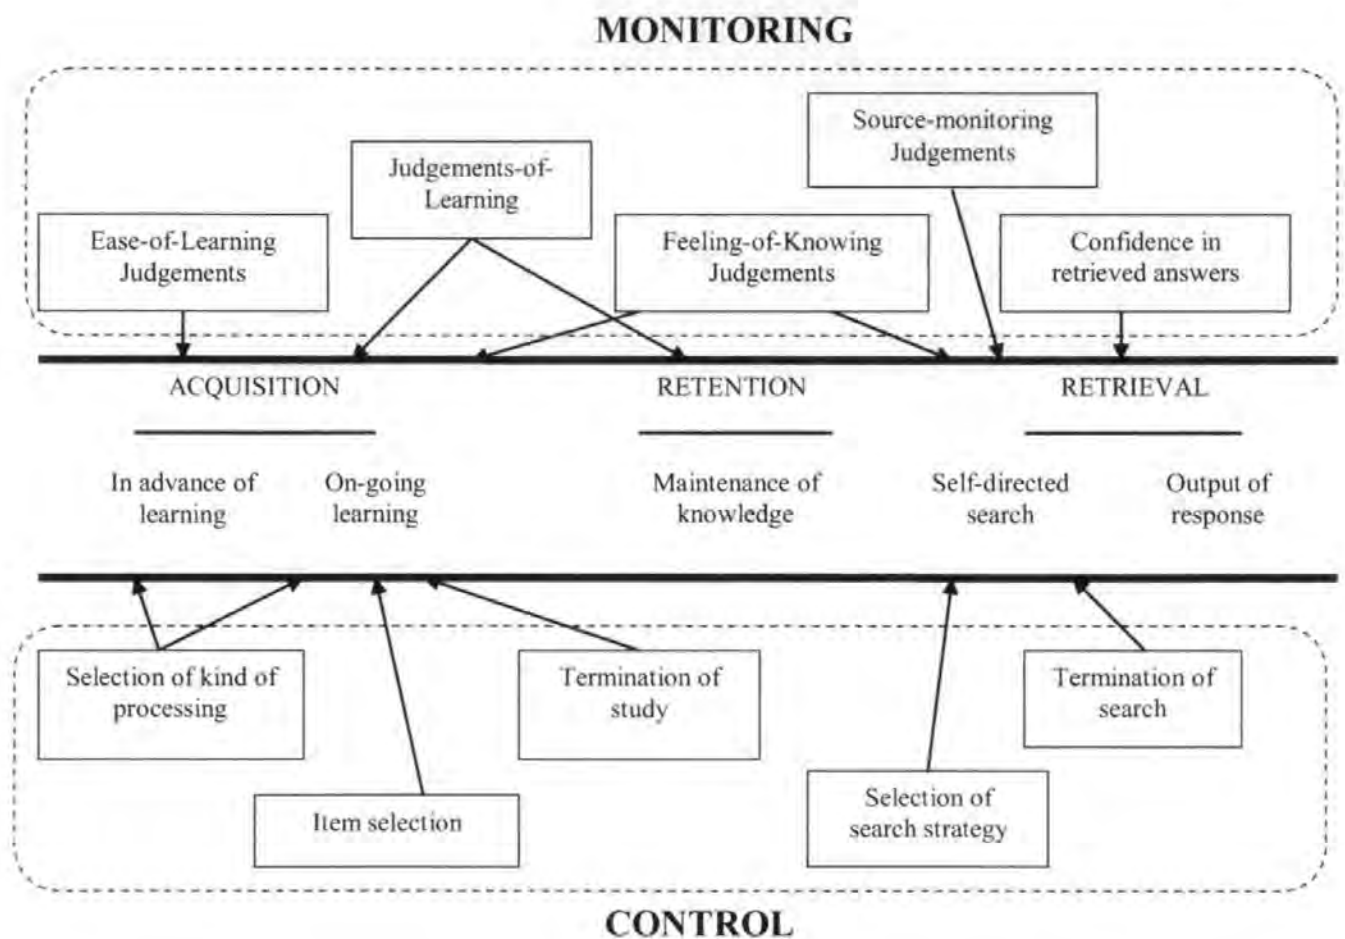 MONITORING
Source-monitoring
Judgements
Judgements-of-
Learning
Ease-of-Learning
Judgements
Feeling-of-Knowing
Judgements
Confidence in
retrieved answers
ACQUISITION
RETENTION
RETRIEVAL
In advance of
learning
On-going
learning
Maintenance of
knowledge
Self-directed
search
Output of
response
Selection of kind of
processing
Termination of
study
Termination of
search
Item selection
Selection of
search strategy
CONTROL